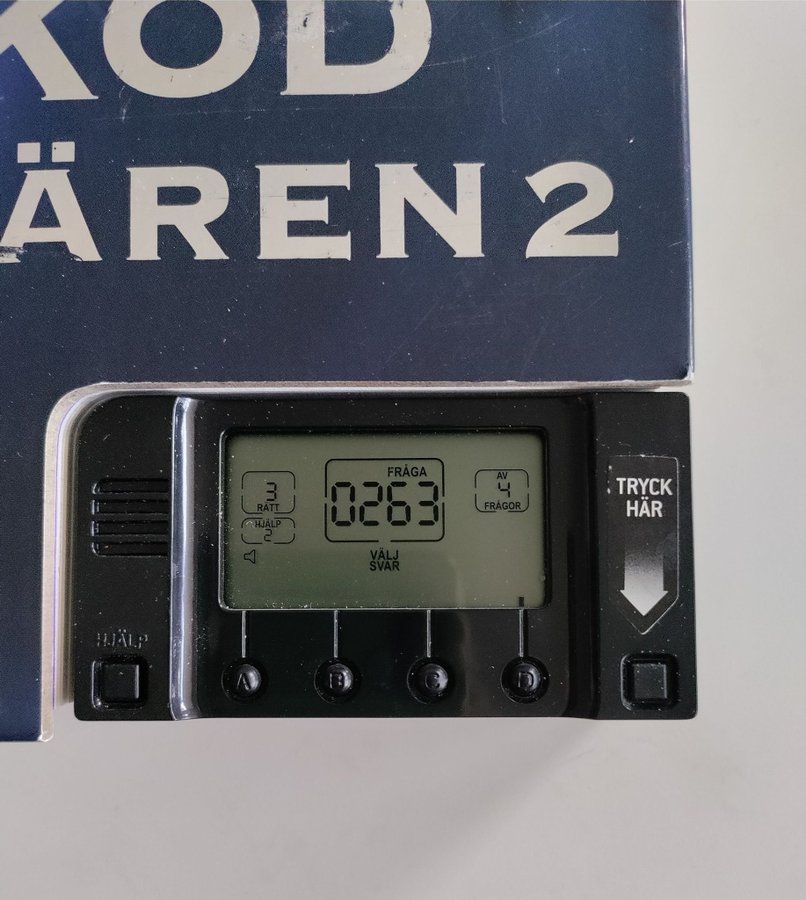 KOD
ÄREN 2
FRÅGA
0263
3
RÄTT
HJÄLP
2
AV
4
FRÅGOR
VÄLJ
SVAR
TRYCK
HÄR
HJÄLP
A
B
C
D